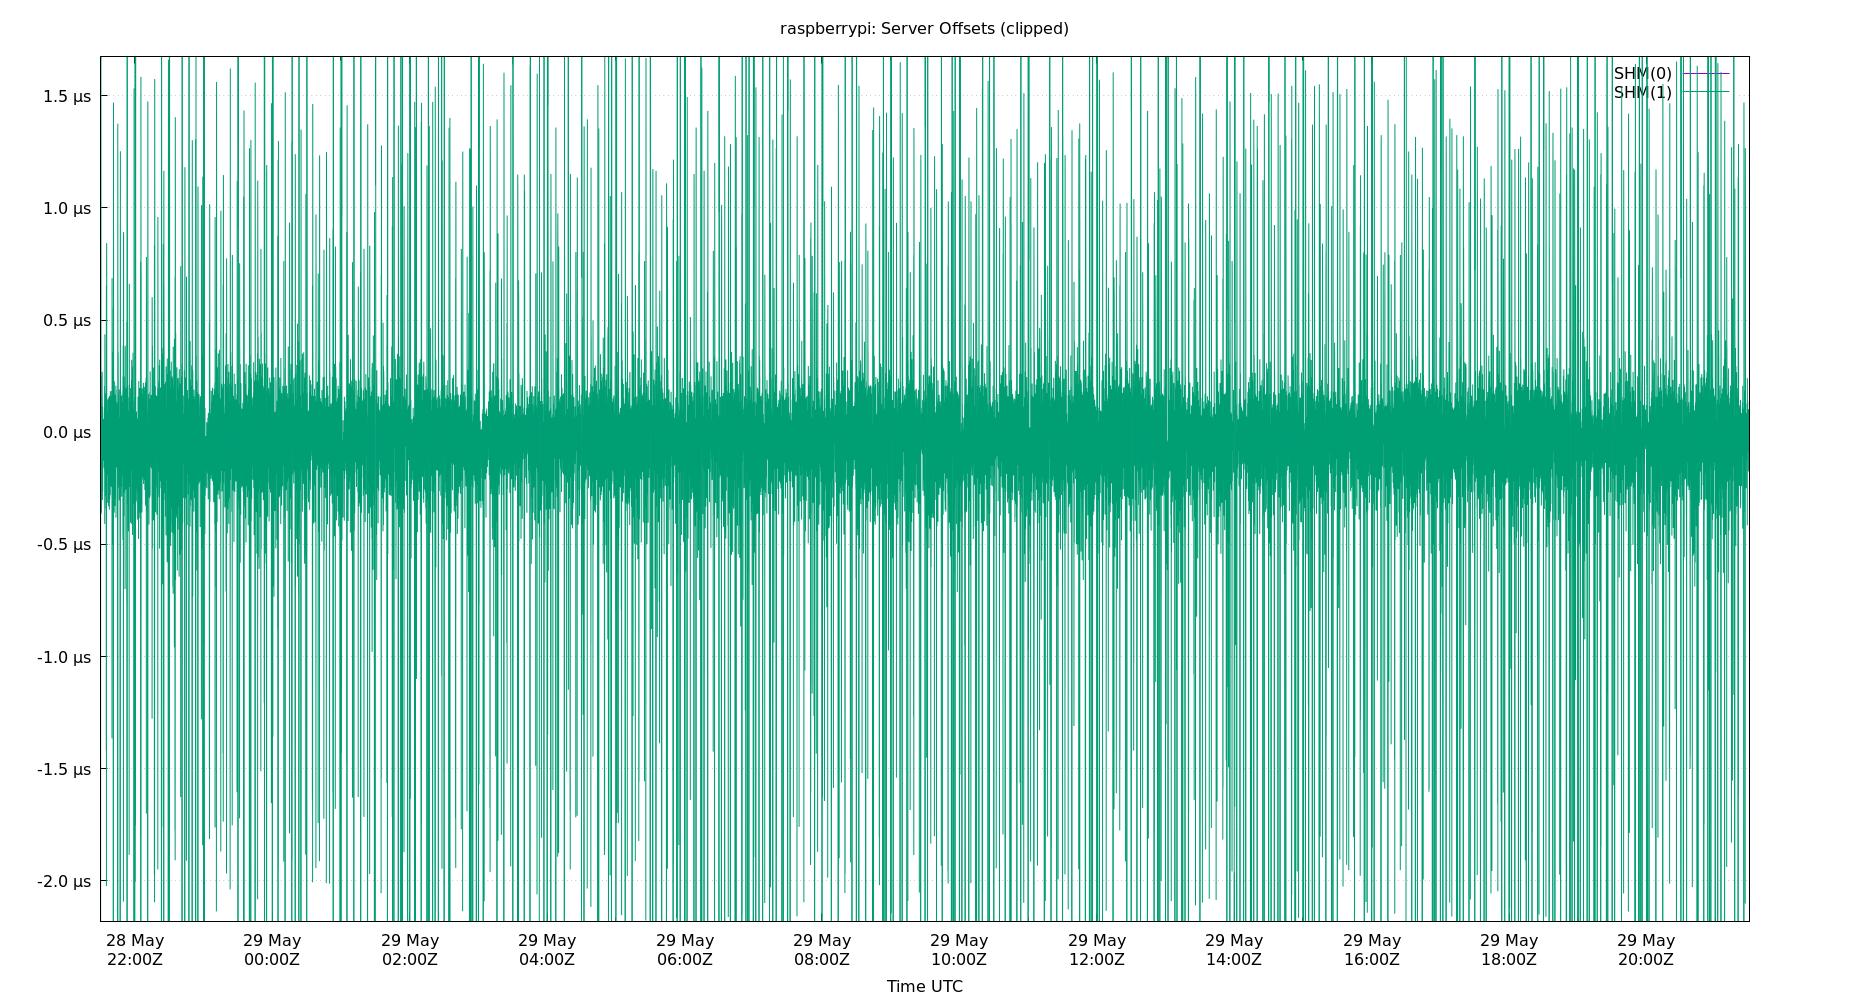 raspberrypi: Server Offsets (clipped)
SHM(0)
SHM(1)
1.5 µs
1.0 µs
0.5 µs
0.0 µs
-0.5 µs
-1.0 µs
-1.5 µs
-2.0 µs
28 May 29 May 29 May 29 May 29 May 29 May 29 May 29 May 29 May 29 May 29 May 29 May
22:00Z 00:00Z 02:00Z 04:00Z 06:00Z 08:00Z 10:00Z 12:00Z 14:00Z 16:00Z 18:00Z 20:00Z
Time UTC